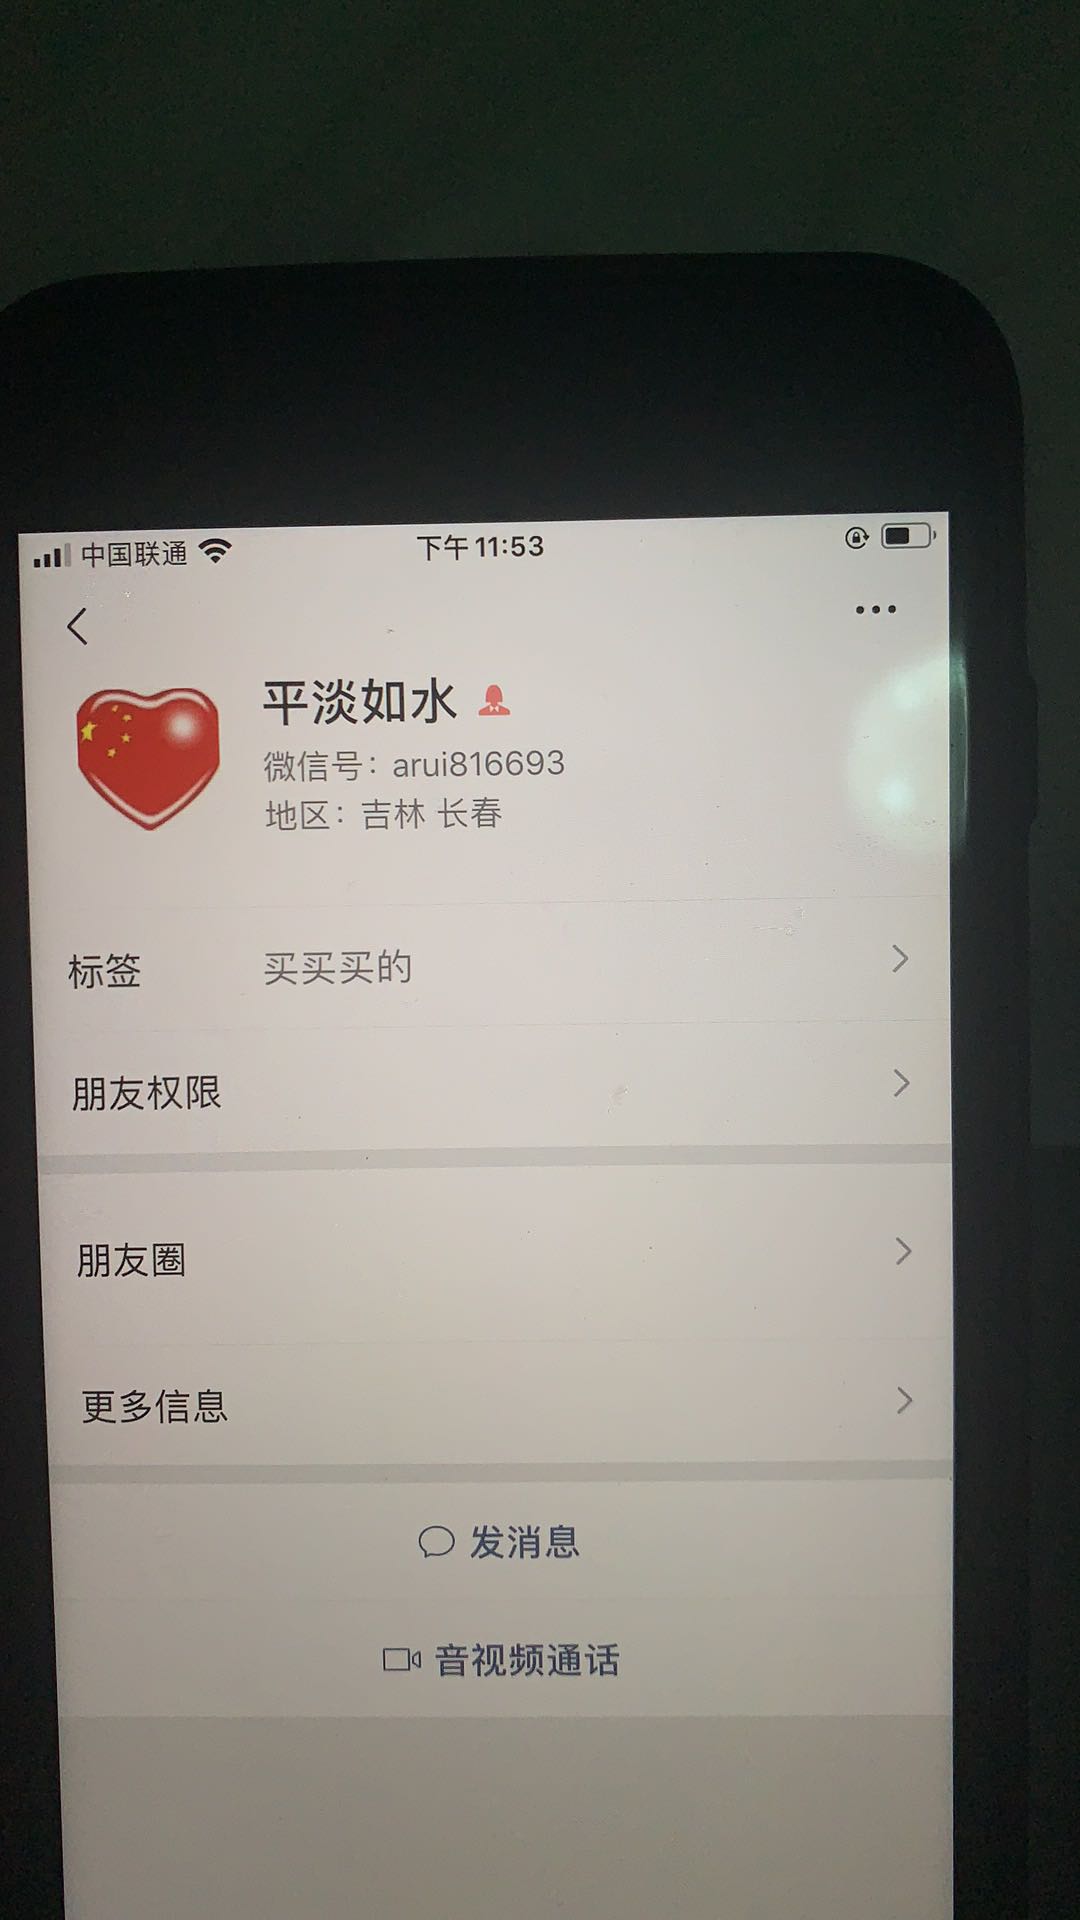 中国联通 下午11:53
平淡如水
微信号：arui816693
地区：吉林 长春
标签 买买买的
朋友权限
朋友圈
更多信息
发消息
音视频通话